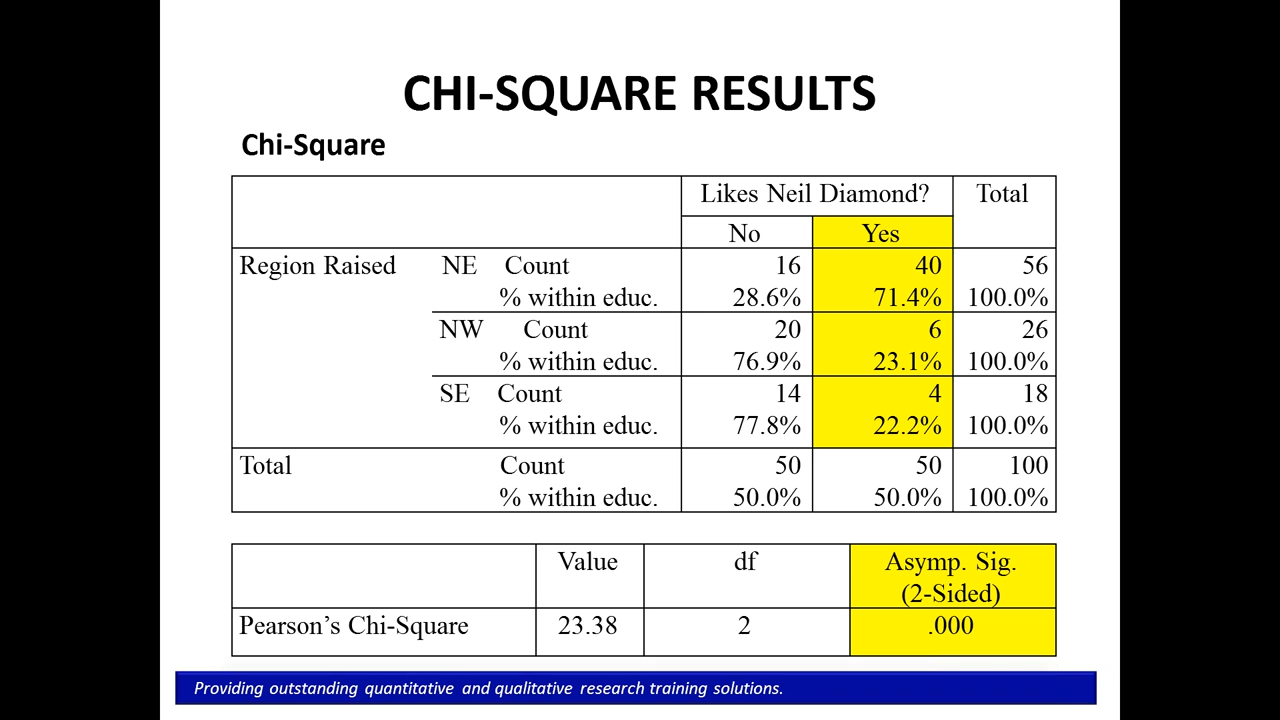 CHI-SQUARE RESULTS
Chi-Square
Likes Neil Diamond? Total
No Yes
Region Raised NE Count 16 40 56
% within educ. 28.6% 71.4% 100.0%
NW Count 20 6 26
% within educ. 76.9% 23.1% 100.0%
SE Count 14 4 18
% within educ. 77.8% 22.2% 100.0%
Total Count 50 50 100
% within educ. 50.0% 50.0% 100.0%
Value df Asymp. Sig.
(2-Sided)
Pearson’s Chi-Square 23.38 2 .000
Providing outstanding quantitative and qualitative research training solutions.